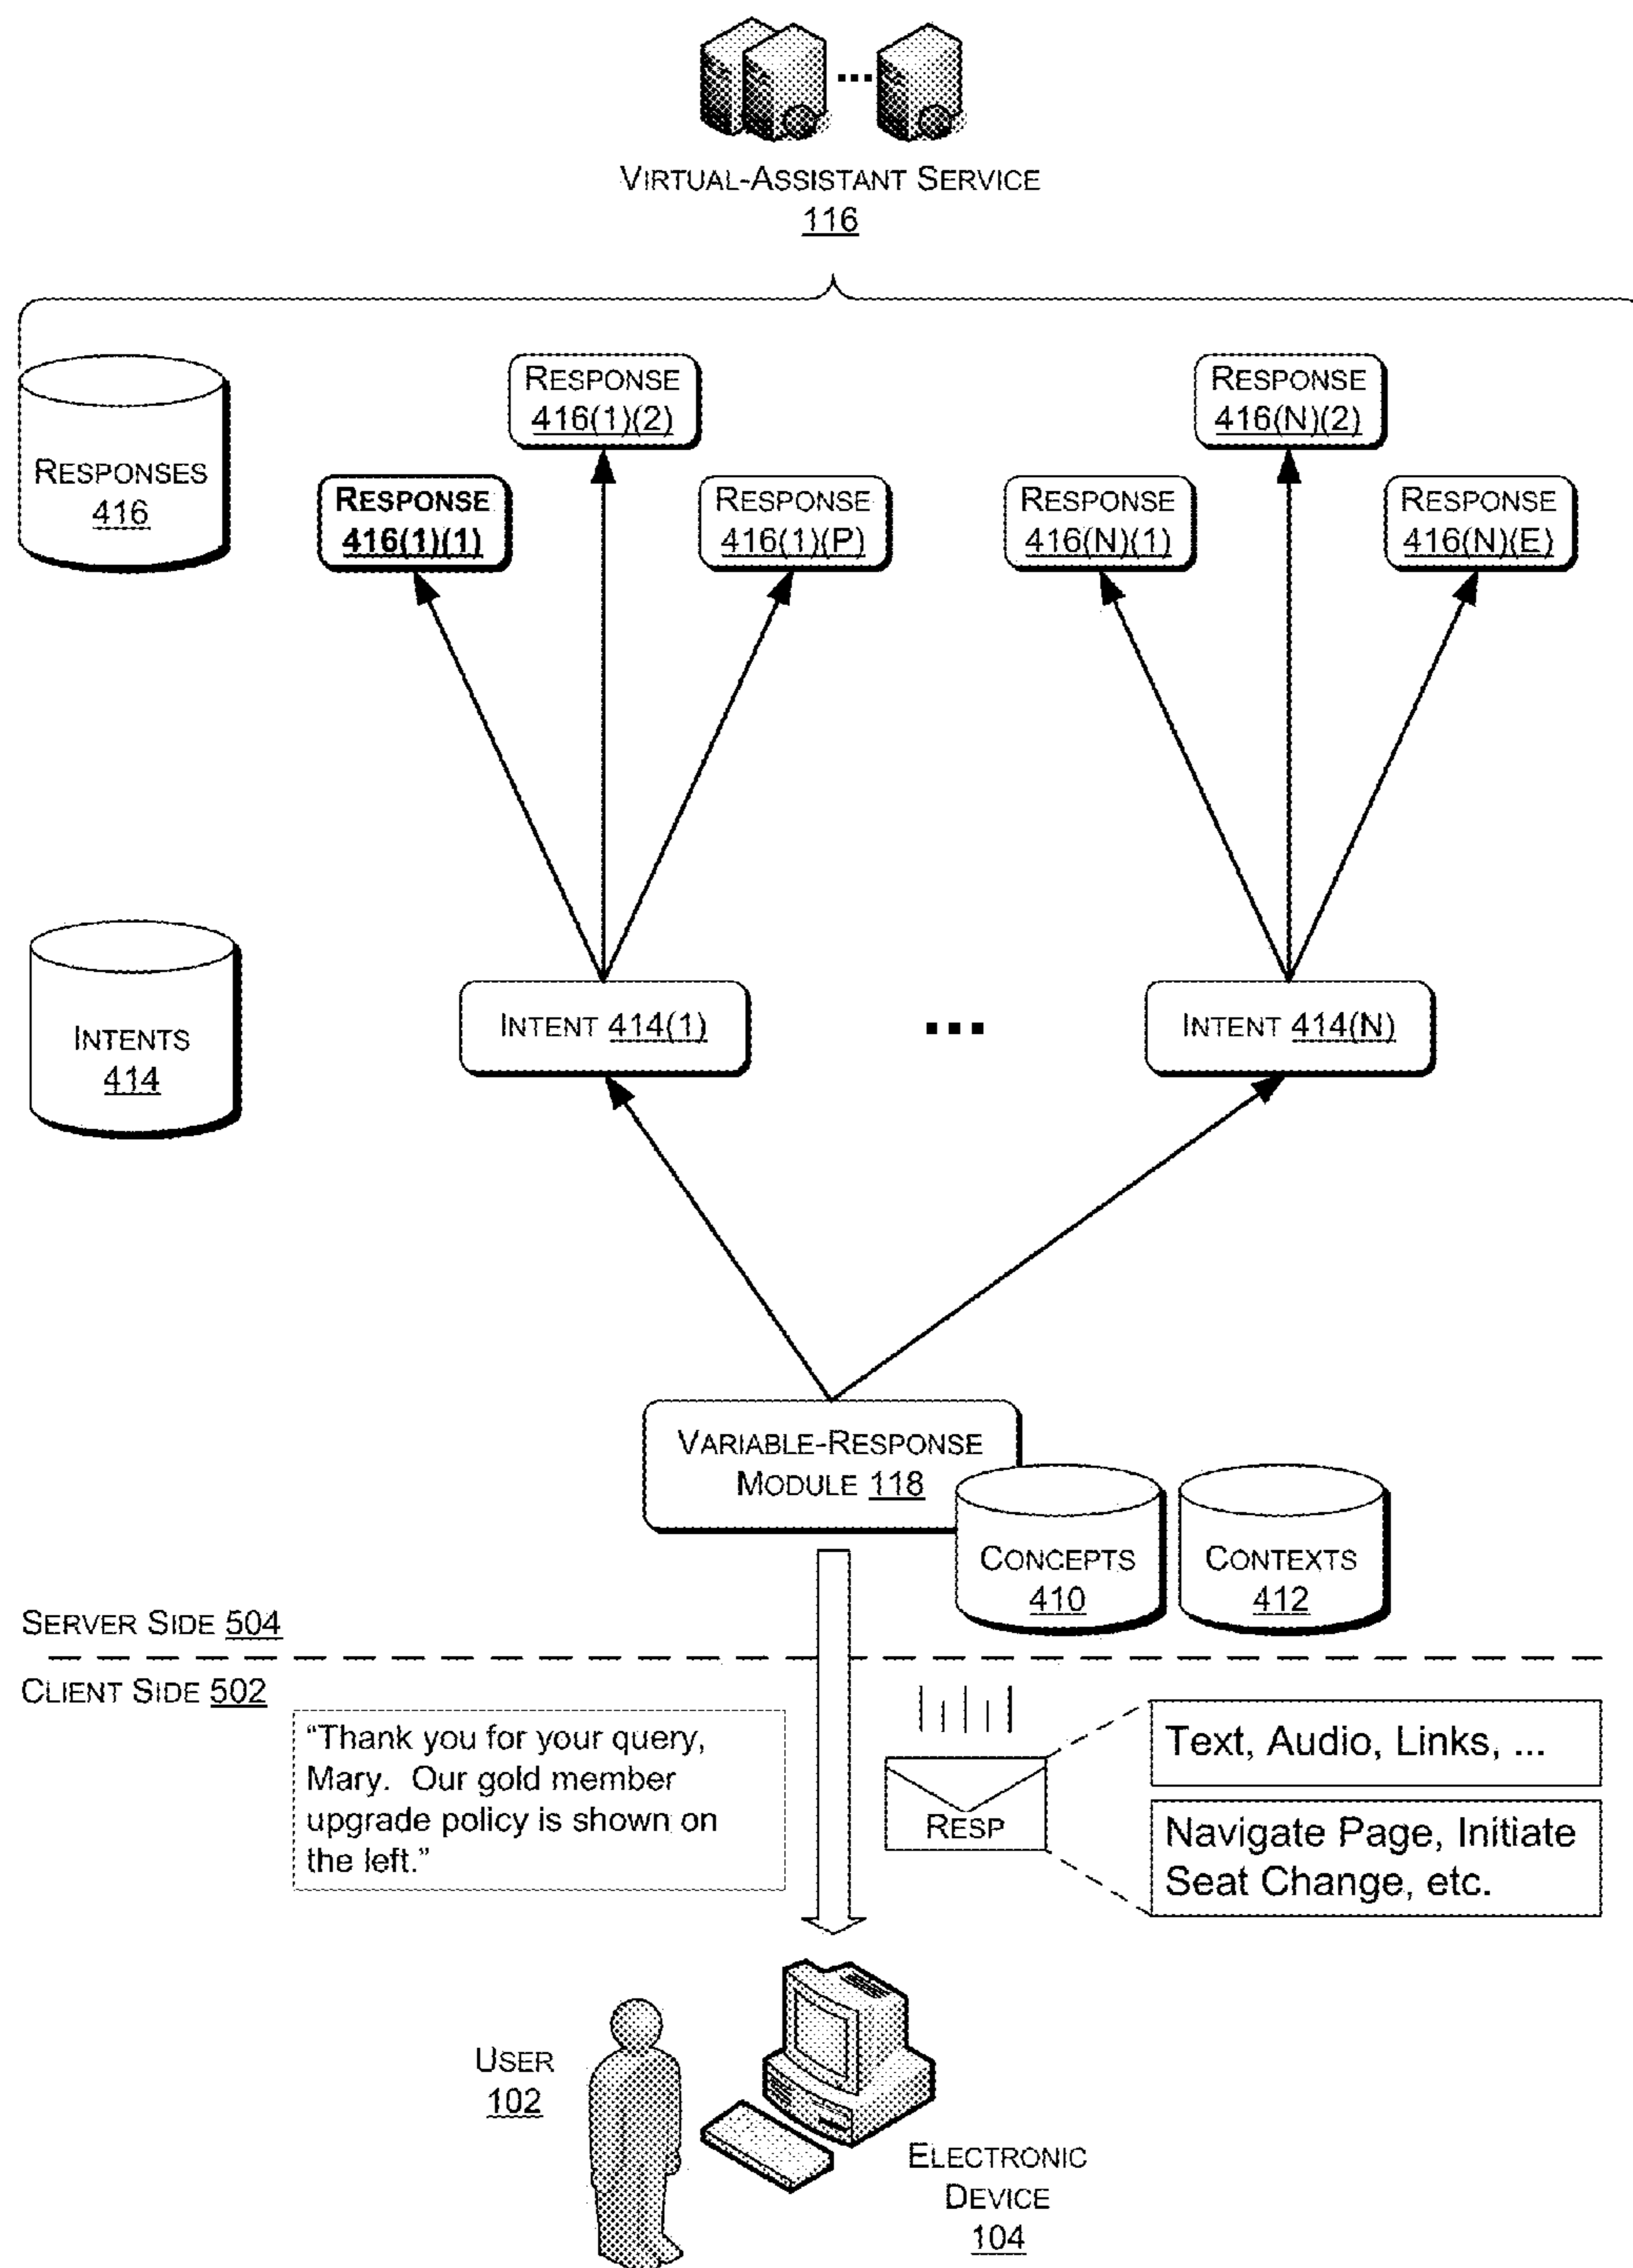 VIRTUAL-ASSISTANT SERVICE
116
RESPONSES
416
RESPONSE
416(1)(2)
RESPONSE
416(N)(2)
RESPONSE
416(1)(1)
RESPONSE
416(1)(P)
RESPONSE
416(N)(1)
RESPONSE
416(N)(E)
INTENTS
414
INTENT 414(1)
...
INTENT 414(N)
VARIABLE-RESPONSE
MODULE 118
CONCEPTS
410
CONTEXTS
412
SERVER SIDE 504
CLIENT SIDE 502
“Thank you for your query,
Mary. Our gold member
upgrade policy is shown on
the left.”
RESP
Text, Audio, Links, ...
Navigate Page, Initiate
Seat Change, etc.
USER
102
ELECTRONIC
DEVICE
104